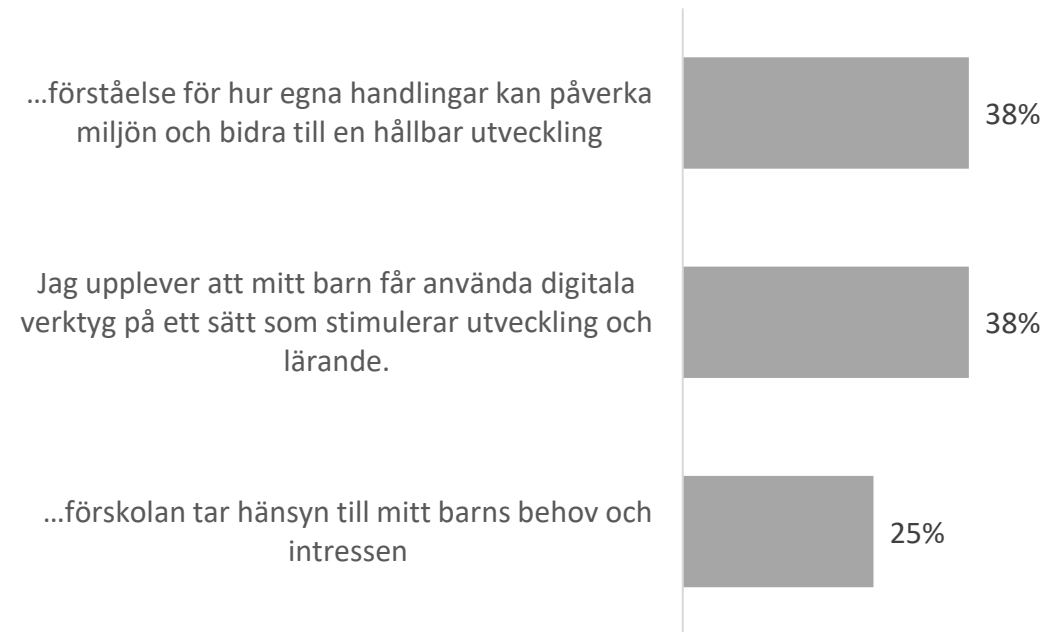 …förståelse för hur egna handlingar kan påverka
miljön och bidra till en hållbar utveckling
38%
Jag upplever att mitt barn får använda digitala
verktyg på ett sätt som stimulerar utveckling och
lärande.
38%
…förskolan tar hänsyn till mitt barns behov och
intressen
25%